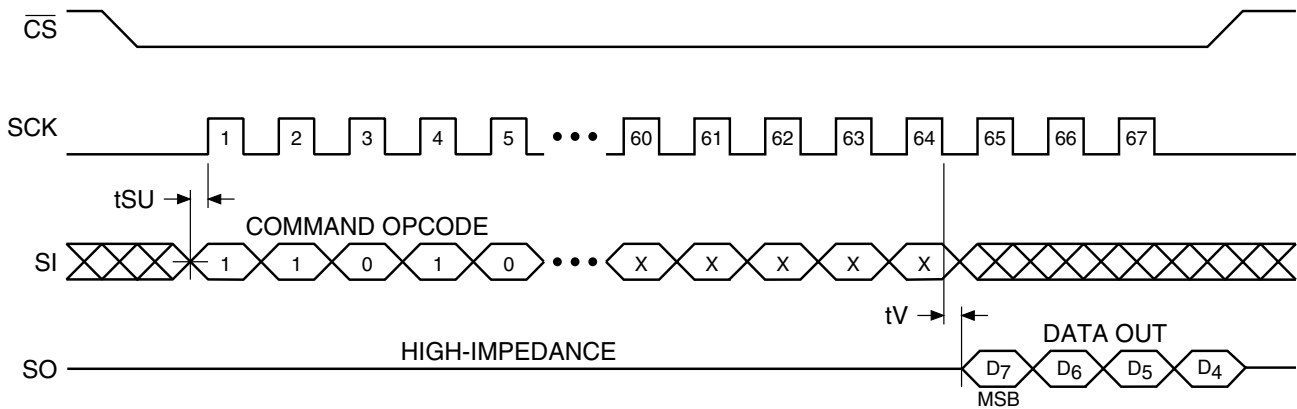 C̅S̅
SCK 1 2 3 4 5 ••• 60 61 62 63 64 65 66 67
tSU
COMMAND OPCODE
SI 1 1 0 1 0 ••• X X X X X
tV
HIGH-IMPEDANCE
DATA OUT
SO D7 D6 D5 D4
MSB